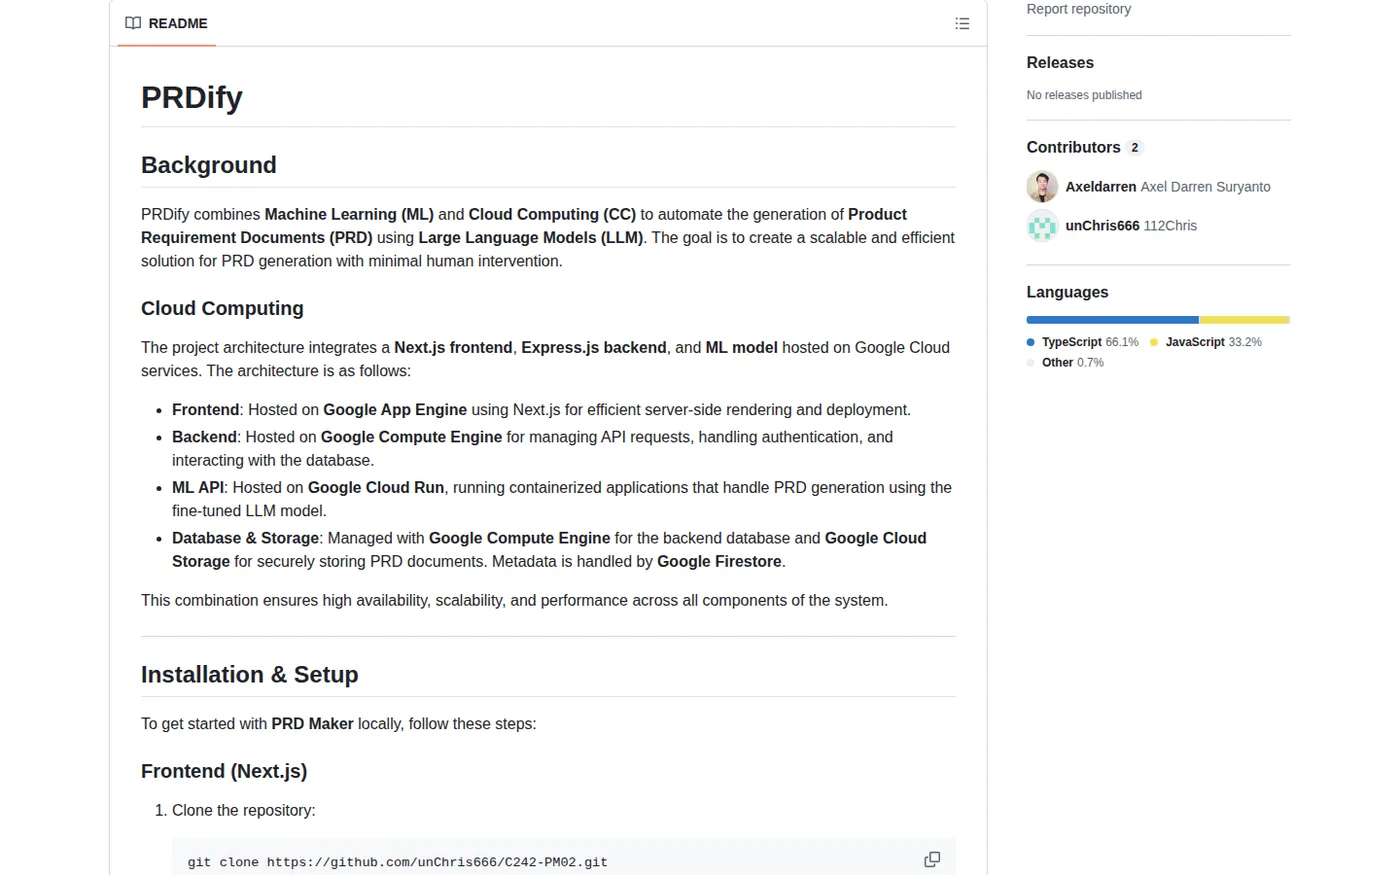 README
PRDify
Background
PRDify combines Machine Learning (ML) and Cloud Computing (CC) to automate the generation of Product
Requirement Documents (PRD) using Large Language Models (LLM). The goal is to create a scalable and efficient
solution for PRD generation with minimal human intervention.
Cloud Computing
The project architecture integrates a Next.js frontend, Express.js backend, and ML model hosted on Google Cloud
services. The architecture is as follows:
• Frontend: Hosted on Google App Engine using Next.js for efficient server-side rendering and deployment.
• Backend: Hosted on Google Compute Engine for managing API requests, handling authentication, and
interacting with the database.
• ML API: Hosted on Google Cloud Run, running containerized applications that handle PRD generation using the
fine-tuned LLM model.
• Database & Storage: Managed with Google Compute Engine for the backend database and Google Cloud
Storage for securely storing PRD documents. Metadata is handled by Google Firestore.
This combination ensures high availability, scalability, and performance across all components of the system.
Installation & Setup
To get started with PRD Maker locally, follow these steps:
Frontend (Next.js)
1. Clone the repository:
git clone https://github.com/unChris666/C242-PM02.git
Report repository
Releases
No releases published
Contributors 2
Axeldarren Axel Darren Suryanto
unChris666 112Chris
Languages
TypeScript 66.1% JavaScript 33.2%
Other 0.7%